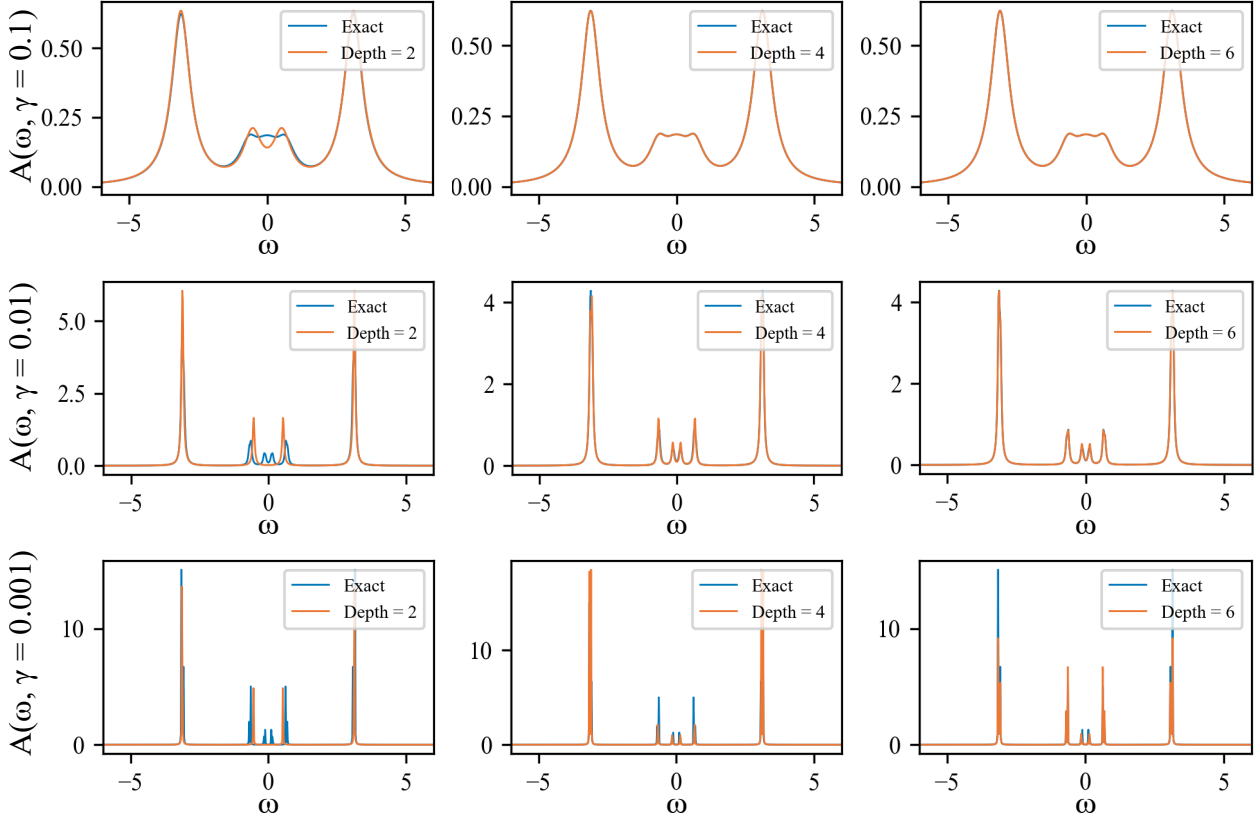 A(ω, γ = 0.1)
0.50
0.25
0.00
Exact
Depth = 2
−5
0
5
ω
0.50
0.25
0.00
Exact
Depth = 4
−5
0
5
ω
0.50
0.25
0.00
Exact
Depth = 6
−5
0
5
ω
A(ω, γ = 0.01)
5.0
2.5
0.0
Exact
Depth = 2
−5
0
5
ω
4
2
0
Exact
Depth = 4
−5
0
5
ω
4
2
0
Exact
Depth = 6
−5
0
5
ω
A(ω, γ = 0.001)
10
0
Exact
Depth = 2
−5
0
5
ω
10
0
Exact
Depth = 4
−5
0
5
ω
10
0
Exact
Depth = 6
−5
0
5
ω